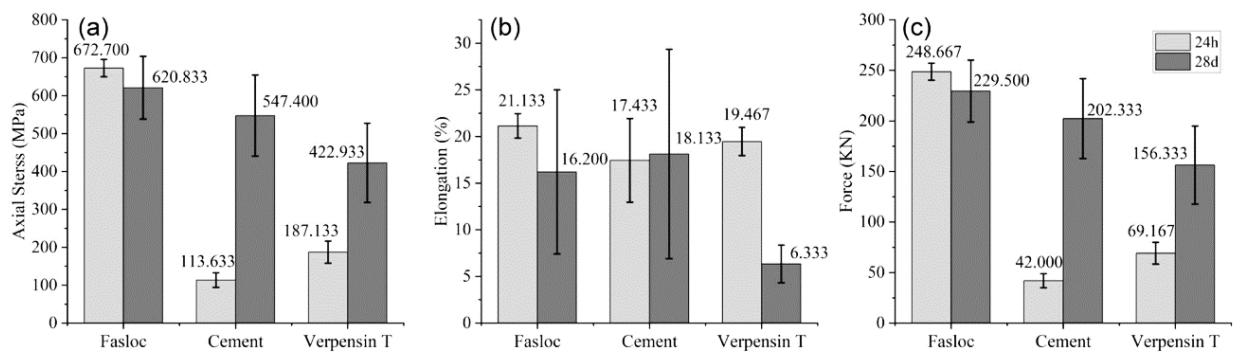 (a)
Axial Sterss (MPa)
800
700
600
500
400
300
200
100
0
672.700
620.833
113.633
547.400
187.133
422.933
Fasloc
Cement
Verpensin T
(b)
Elongation (%)
30
25
20
15
10
5
0
21.133
16.200
17.433
18.133
19.467
6.333
Fasloc
Cement
Verpensin T
(c)
Force (KN)
300
250
200
150
100
50
0
248.667
229.500
42.000
202.333
69.167
156.333
24h
28d
Fasloc
Cement
Verpensin T